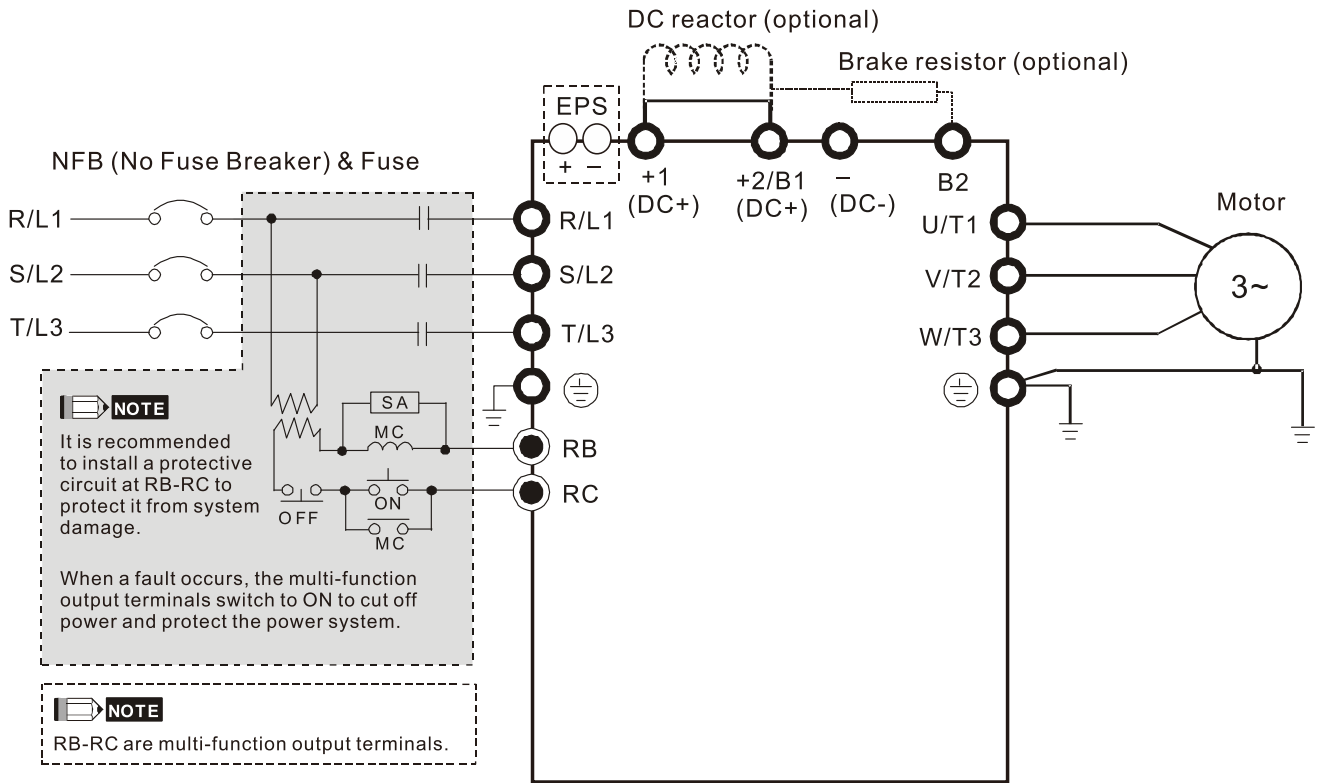 DC reactor (optional)
Brake resistor (optional)
EPS
+ –
NFB (No Fuse Breaker) & Fuse
+1
(DC+)
+2/B1
(DC+)
–
(DC-)
B2
R/L1
R/L1
U/T1
Motor
S/L2
S/L2
V/T2
3~
T/L3
T/L3
W/T3
NOTE
It is recommended
to install a protective
circuit at RB-RC to
protect it from system
damage.
SA
MC
RB
OFF
ON
RC
MC
When a fault occurs, the multi-function
output terminals switch to ON to cut off
power and protect the power system.
NOTE
RB-RC are multi-function output terminals.